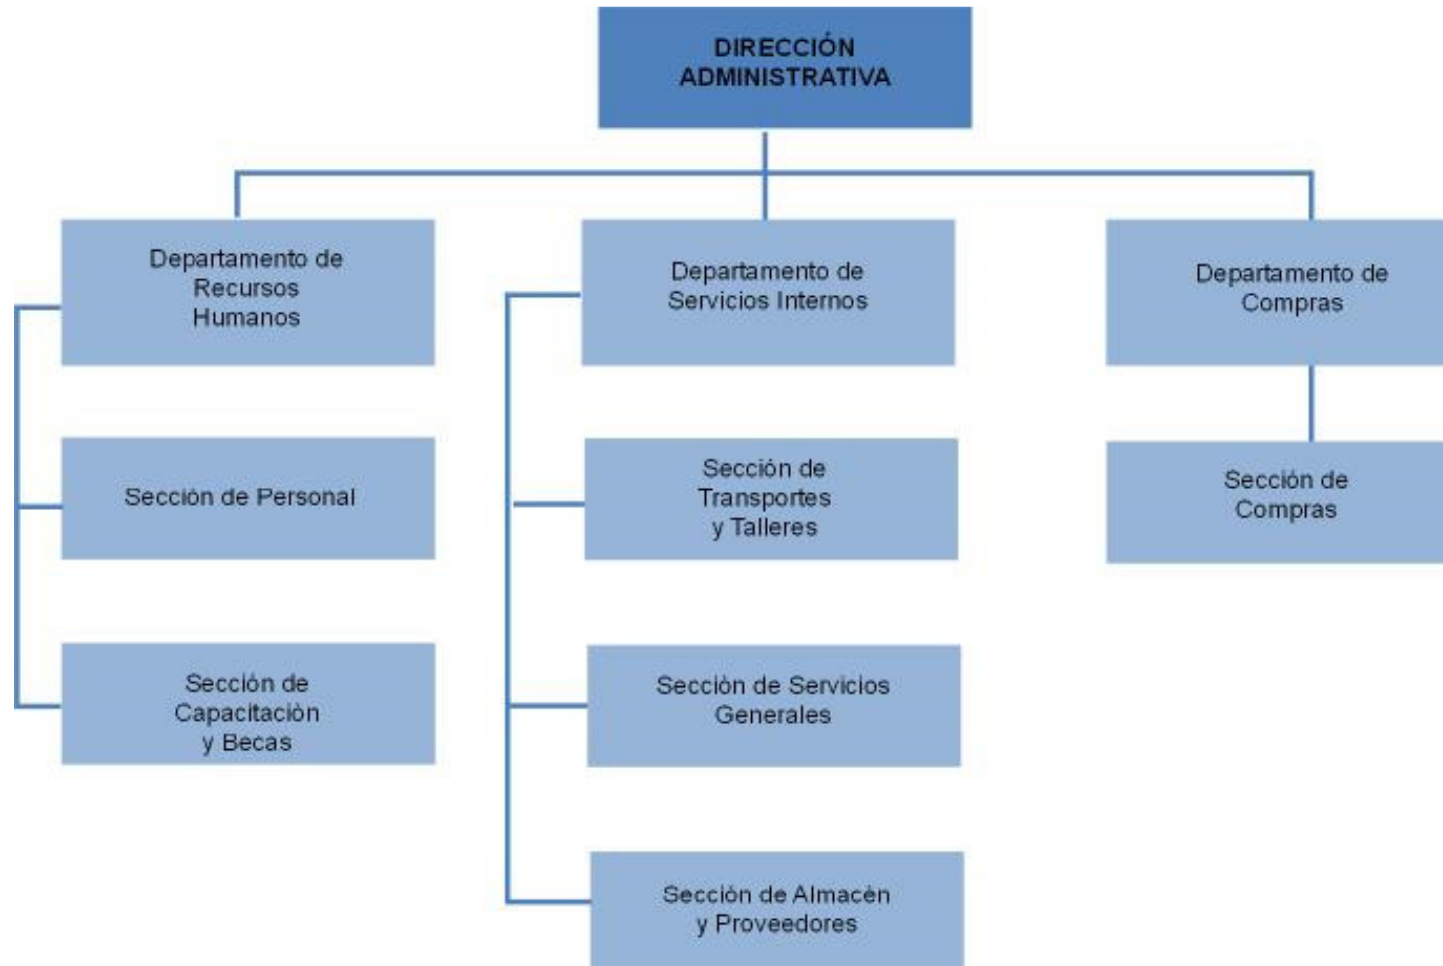 DIRECCIÓN
ADMINISTRATIVA
Departamento de
Recursos
Humanos
Departamento de
Servicios Internos
Departamento de
Compras
Sección de Personal
Sección de
Transportes
y Talleres
Sección de
Compras
Sección de
Capacitación
y Becas
Sección de Servicios
Generales
Sección de Almacén
y Proveedores